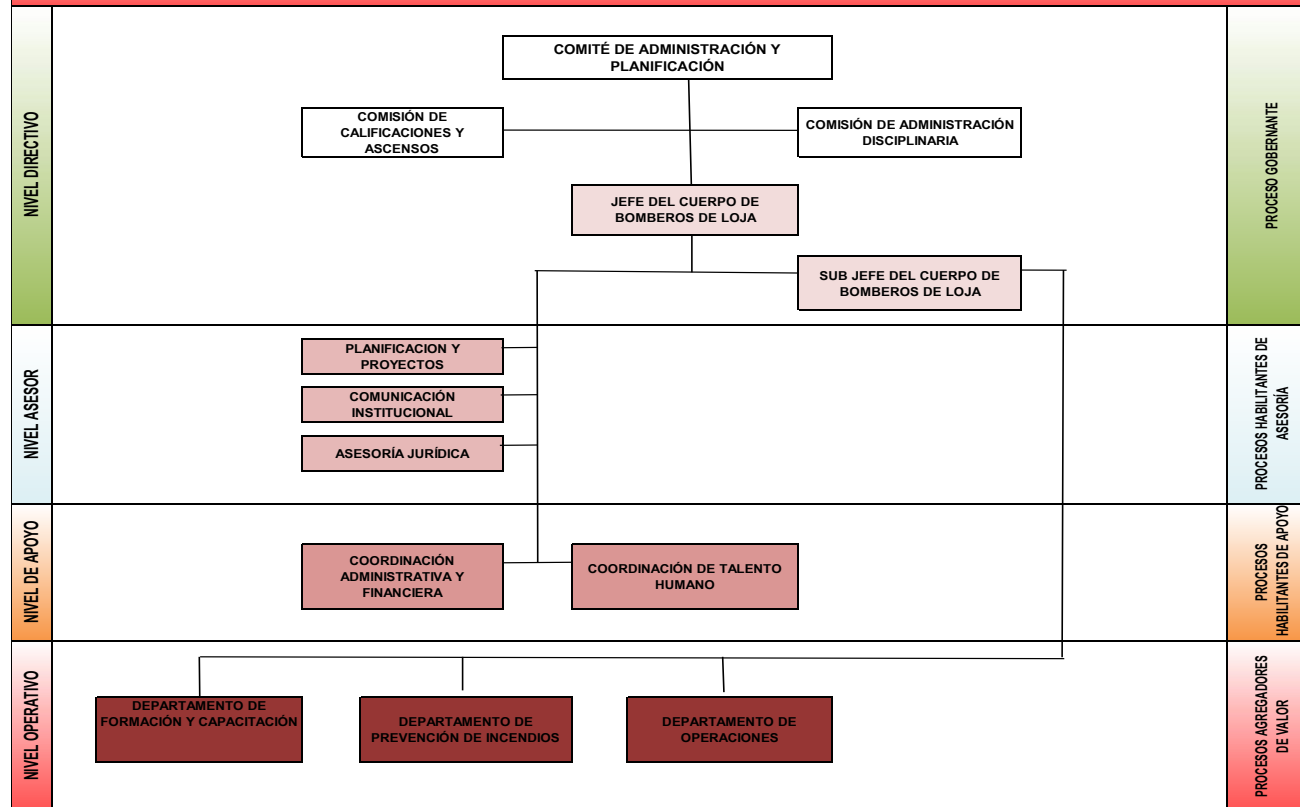 NIVEL DIRECTIVO
COMITÉ DE ADMINISTRACIÓN Y
PLANIFICACIÓN
COMISIÓN DE
CALIFICACIONES Y
ASCENSOS
COMISIÓN DE ADMINISTRACIÓN
DISCIPLINARIA
JEFE DEL CUERPO DE
BOMBEROS DE LOJA
SUB JEFE DEL CUERPO DE
BOMBEROS DE LOJA
PROCESO GOBERNANTE
NIVEL ASESOR
PLANIFICACION Y
PROYECTOS
COMUNICACIÓN
INSTITUCIONAL
ASESORÍA JURÍDICA
PROCESOS HABILITANTES DE
ASESORÍA
NIVEL DE APOYO
COORDINACIÓN
ADMINISTRATIVA Y
FINANCIERA
COORDINACIÓN DE TALENTO
HUMANO
PROCESOS
HABILITANTES DE APOYO
NIVEL OPERATIVO
DEPARTAMENTO DE
FORMACIÓN Y CAPACITACIÓN
DEPARTAMENTO DE
PREVENCIÓN DE INCENDIOS
DEPARTAMENTO DE
OPERACIONES
PROCESOS AGREGADORES
DE VALOR